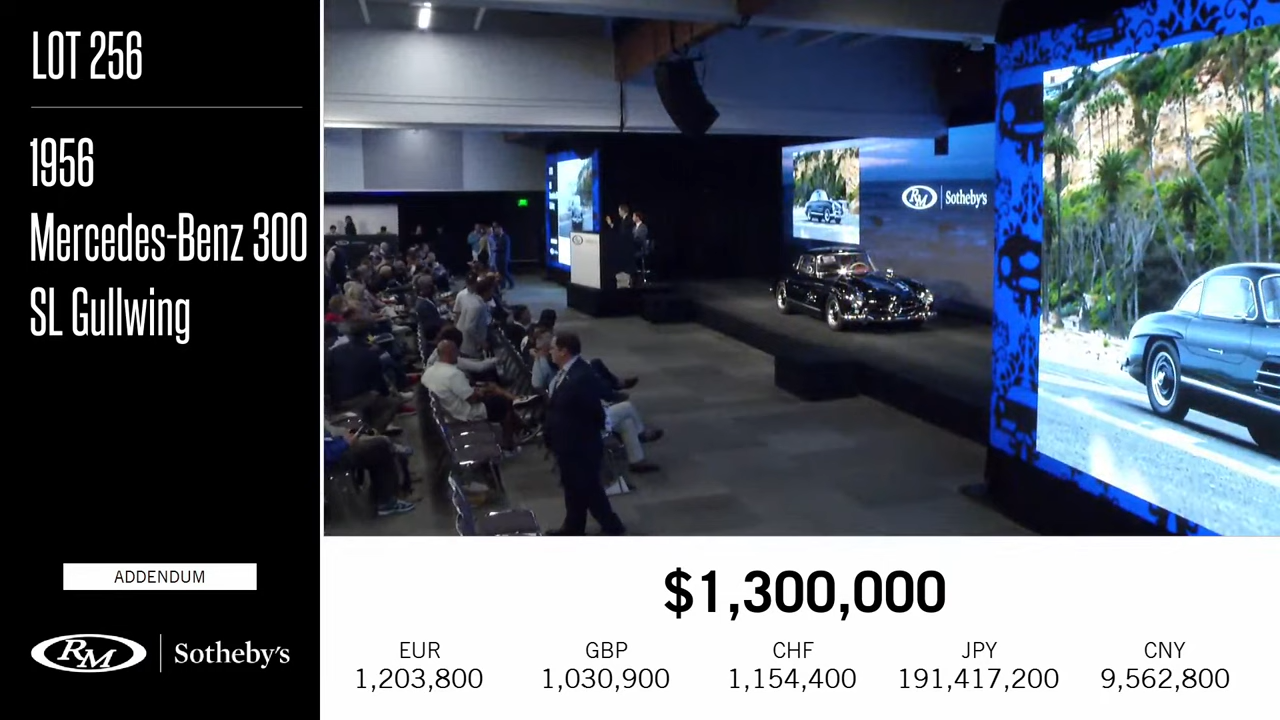 LOT 256
1956
Mercedes-Benz 300
SL Gullwing
ADDENDUM
RM Sotheby's
RM Sotheby's
$1,300,000
EUR GBP CHF JPY CNY
1,203,800 1,030,900 1,154,400 191,417,200 9,562,800